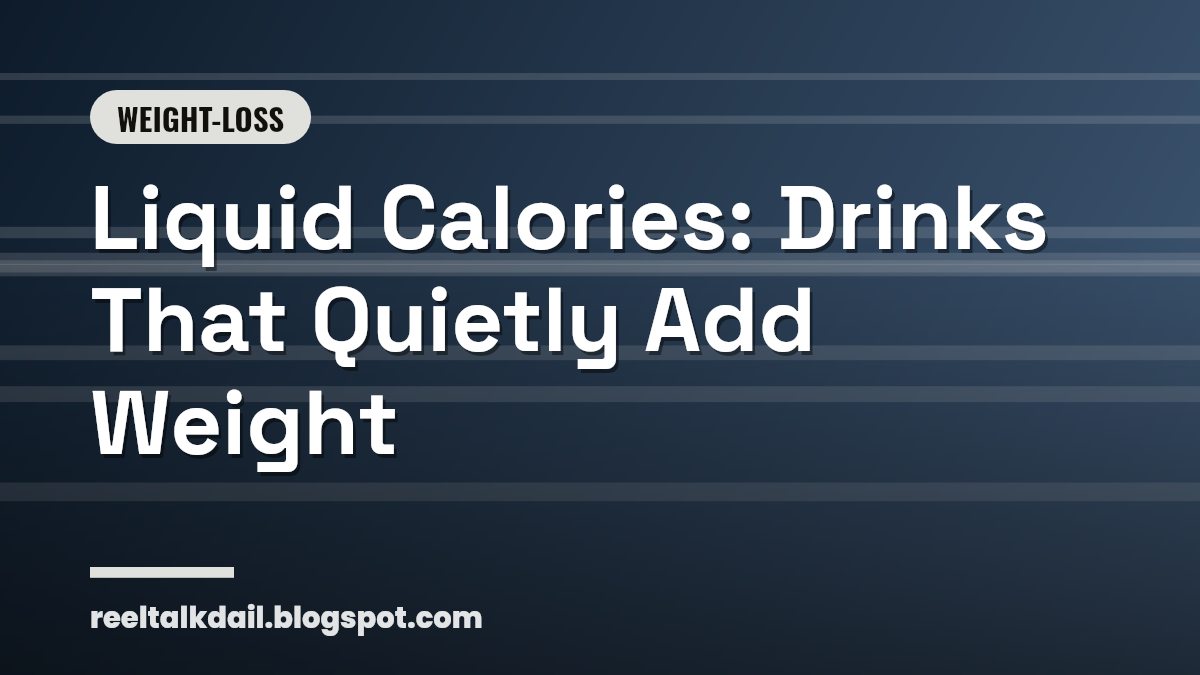 WEIGHT-LOSS
Liquid Calories: Drinks
That Quietly Add
Weight
reeltalkdail.blogspot.com